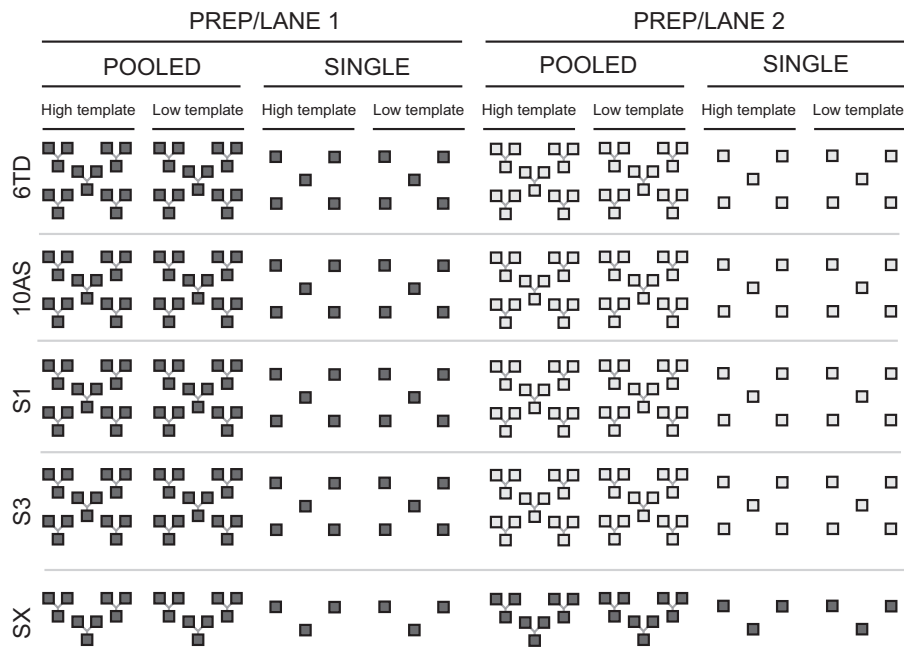 PREP/LANE 1 PREP/LANE 2
POOLED SINGLE POOLED SINGLE
High template Low template High template Low template High template Low template High template Low template
6TD
10AS
S1
S3
SX